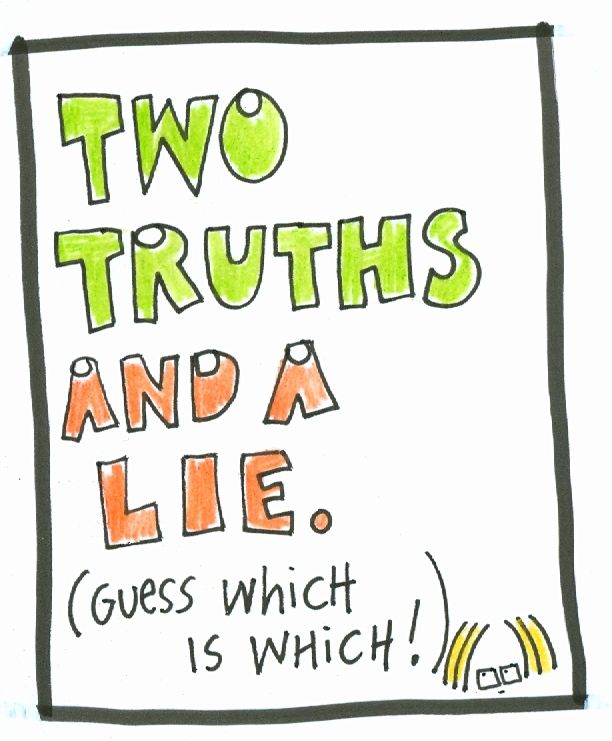 TWO
TRUTHS
AND A
LIE.
(GUESS WHICH
IS WHICH!)